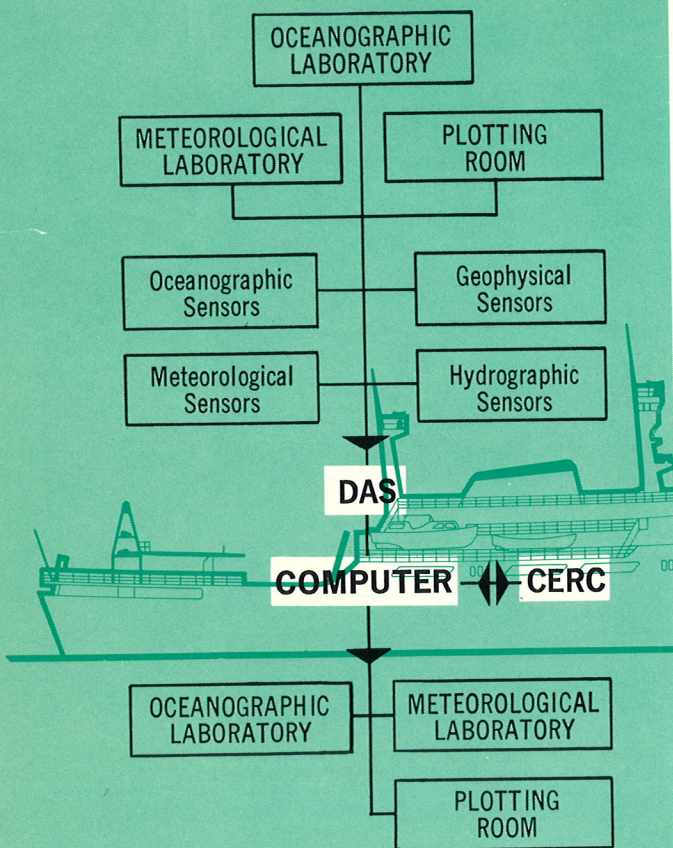 OCEANOGRAPHIC
LABORATORY
METEOROLOGICAL
LABORATORY
PLOTTING
ROOM
Oceanographic
Sensors
Geophysical
Sensors
Meteorological
Sensors
Hydrographic
Sensors
DAS
COMPUTER
CERC
OCEANOGRAPHIC
LABORATORY
METEOROLOGICAL
LABORATORY
PLOTTING
ROOM